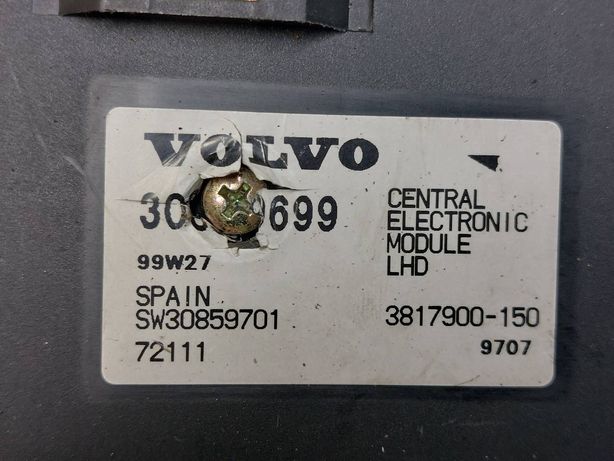 VOLVO
CENTRAL
ELECTRONIC
MODULE
LHD
99W27
SPAIN
SW30859701
3817900-150
72111
9707